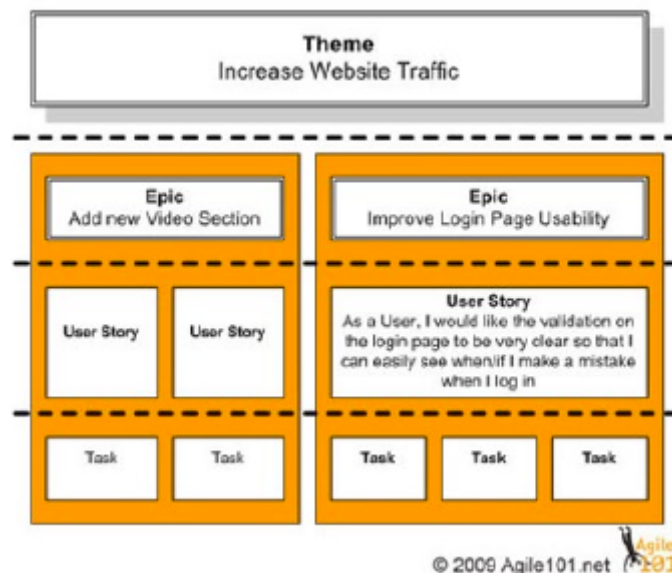 Theme
Increase Website Traffic
Epic
Add new Video Section
Epic
Improve Login Page Usability
User Story
User Story
User Story
As a User, I would like the validation on
the login page to be very clear so that I
can easily see when/if I make a mistake
when I log in
Task
Task
Task
Task
Task
© 2009 Agile101.net
Agile
101